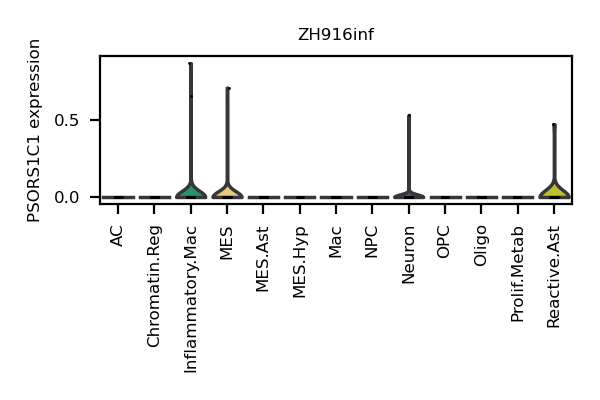 ZH916inf
PSORS1C1 expression
0.5
0.0
AC
Chromatin.Reg
Inflammatory.Mac
MES
MES.Ast
MES.Hyp
Mac
NPC
Neuron
OPC
Oligo
Prolif.Metab
Reactive.Ast